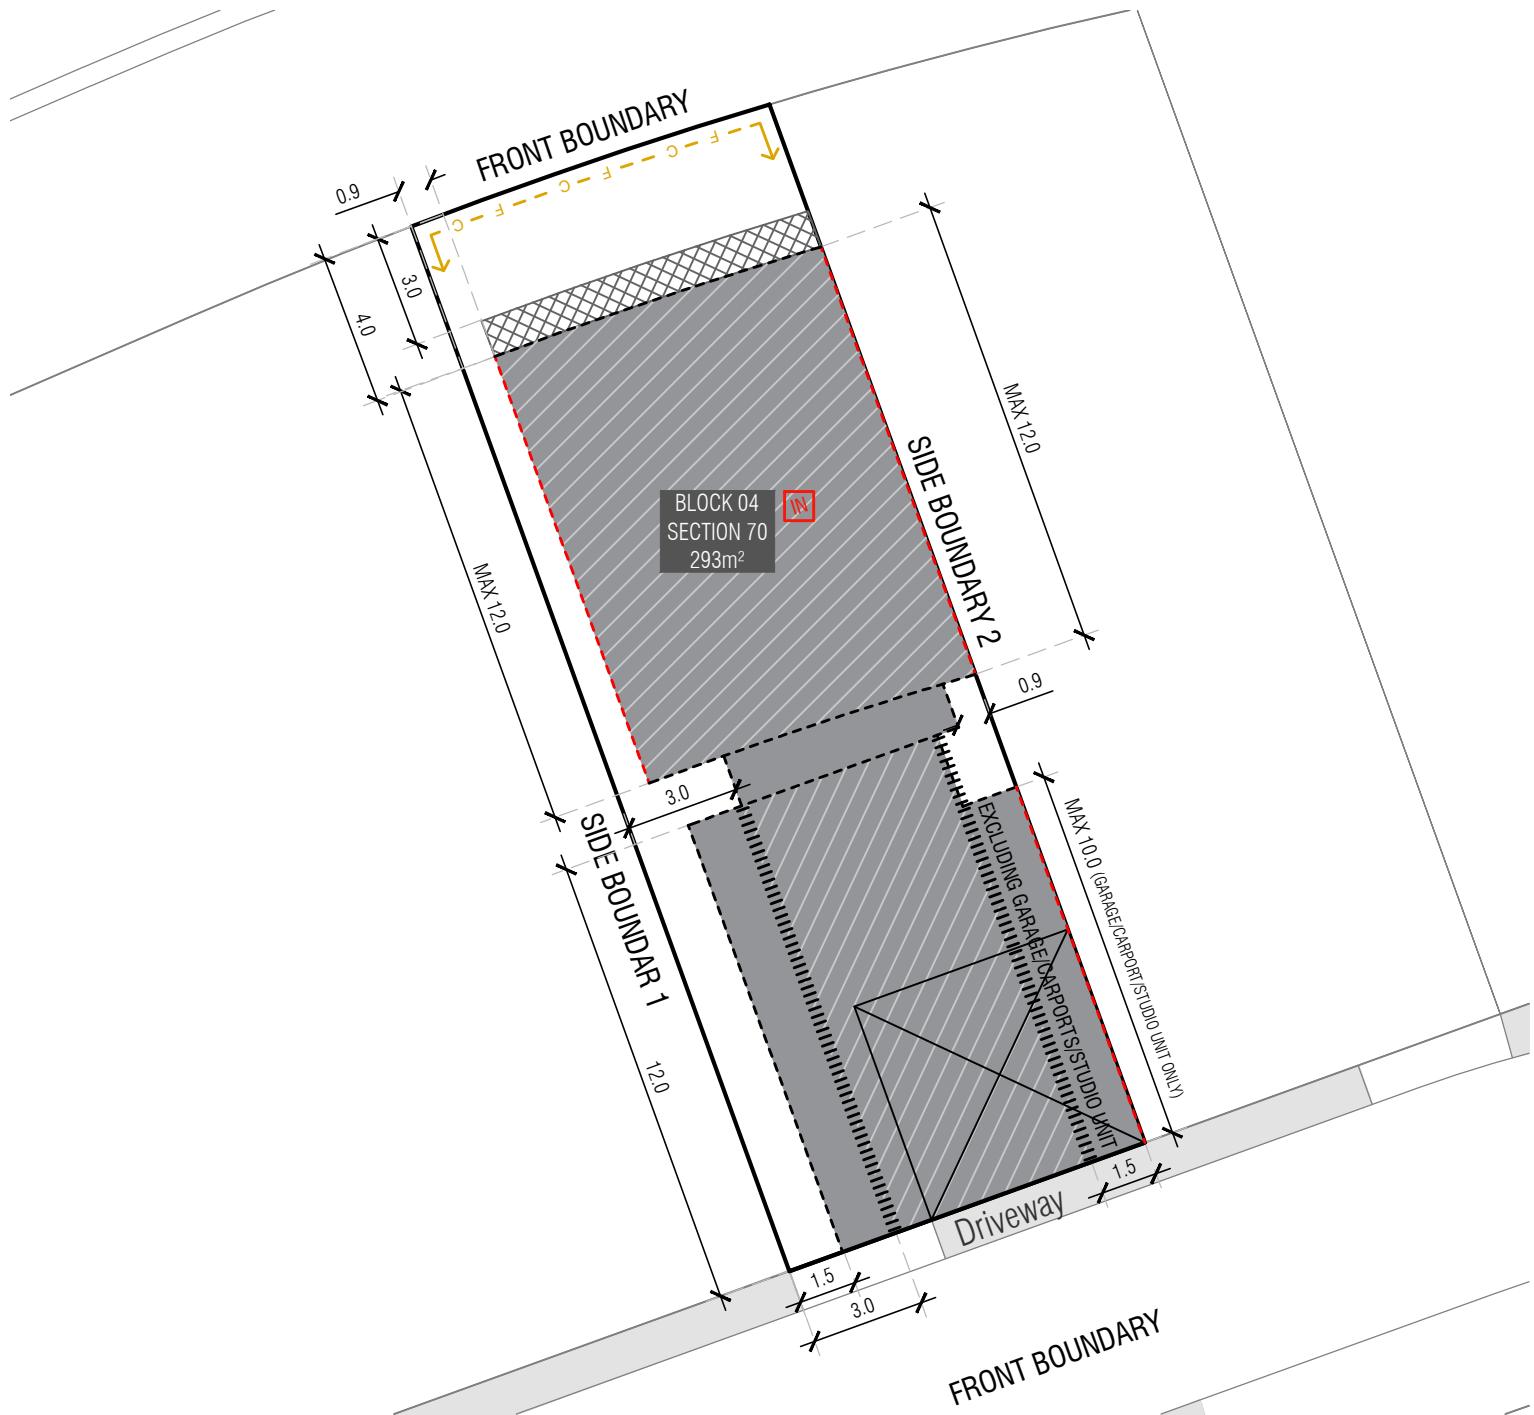 FRONT BOUNDARY
F
C
F
C
F
C
0.9
3.0
4.0
MAX 12.0
MAX 12.0
SIDE BOUNDARY 2
BLOCK 04
SECTION 70
293m²
IN
0.9
3.0
SIDE BOUNDAR 1
12.0
EXCLUDING GARAGE/CARPORTS/STUDIO UNIT
MAX 10.0 (GARAGE/CARPORT/STUDIO UNIT ONLY)
1.5
Driveway
1.5
3.0
FRONT BOUNDARY